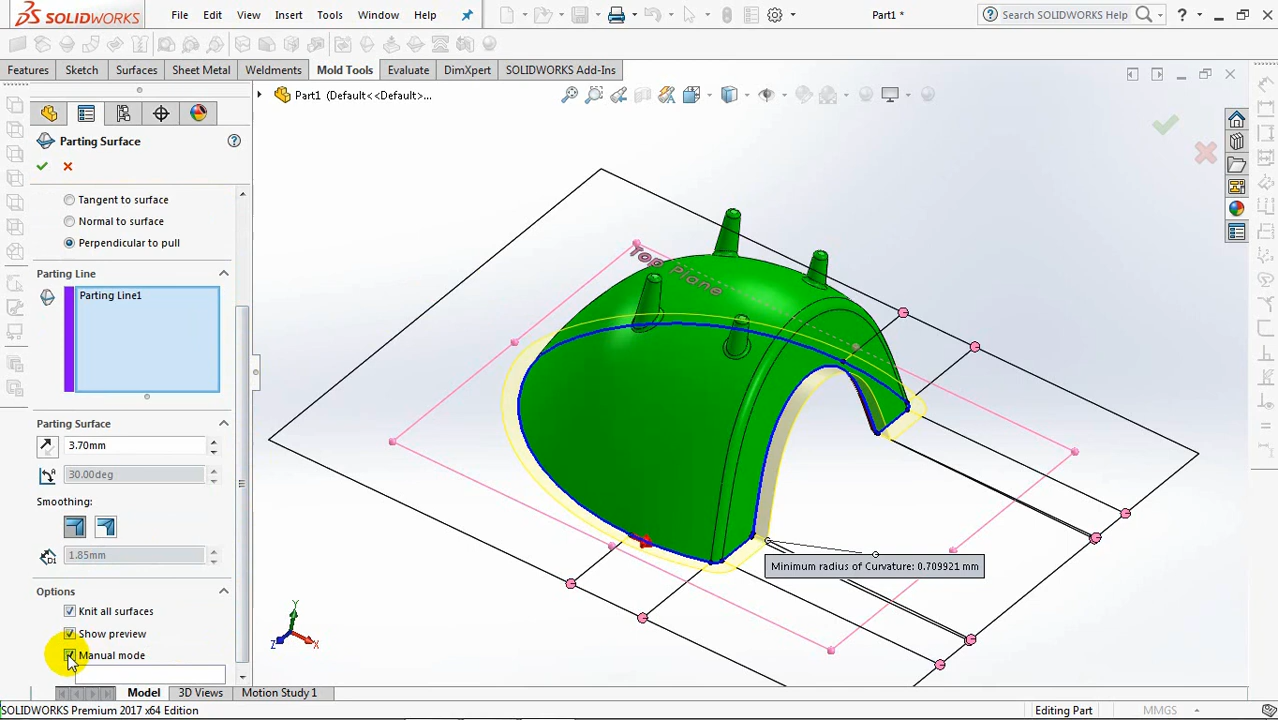 SOLIDWORKS
File Edit View Insert Tools Window Help
Part1 *
Search SOLIDWORKS Help
?
Features Sketch Surfaces Sheet Metal Weldments Mold Tools Evaluate DimXpert SOLIDWORKS Add-Ins
Part1 (Default<<Default>...
Parting Surface
?
Tangent to surface
Normal to surface
Perpendicular to pull
Parting Line
Parting Line1
Parting Surface
3.70mm
30.00deg
Smoothing:
1.85mm
Options
Knit all surfaces
Show preview
Manual mode
Top Plane
Minimum radius of Curvature: 0.709921 mm
Y
Z
X
Model 3D Views Motion Study 1
SOLIDWORKS Premium 2017 x64 Edition
Editing Part
MMGS